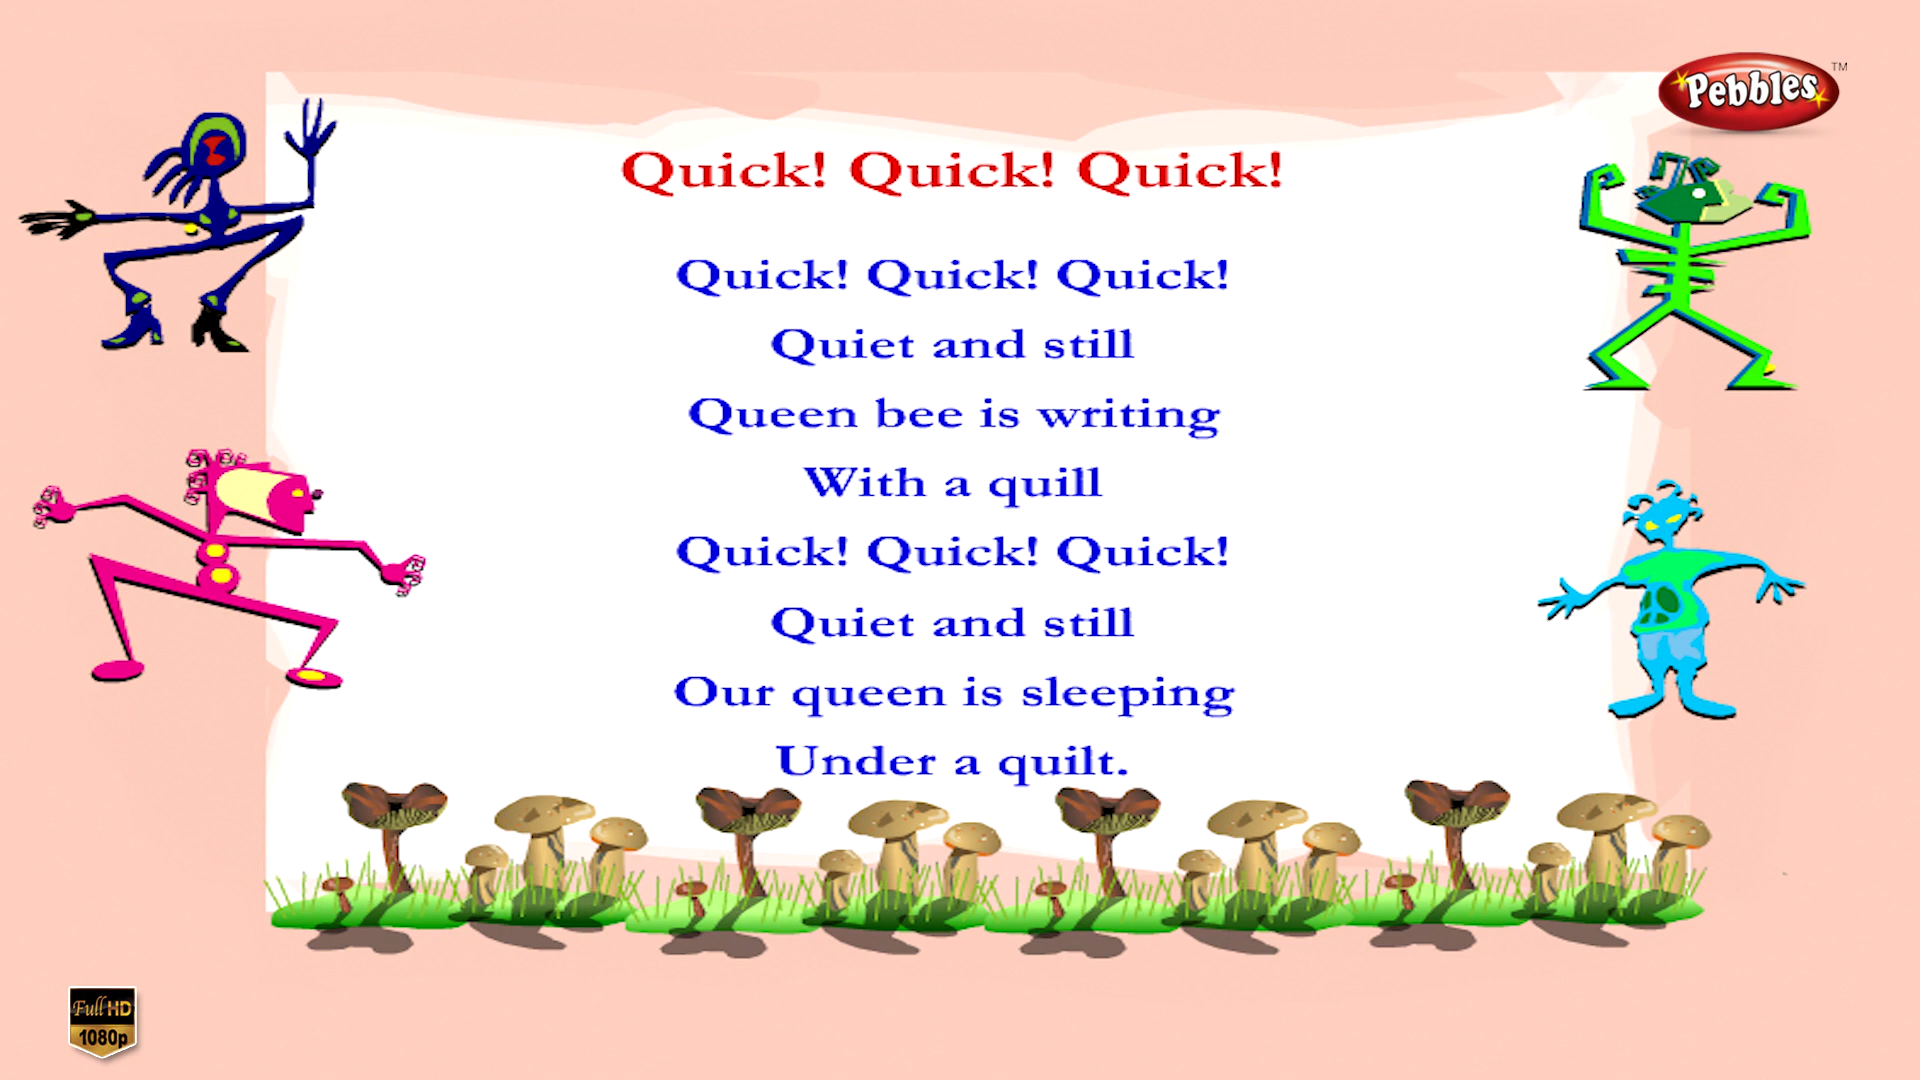 Pebbles TM
Quick! Quick! Quick!
Quick! Quick! Quick!
Quiet and still
Queen bee is writing
With a quill
Quick! Quick! Quick!
Quiet and still
Our queen is sleeping
Under a quilt.
Full HD
1080p